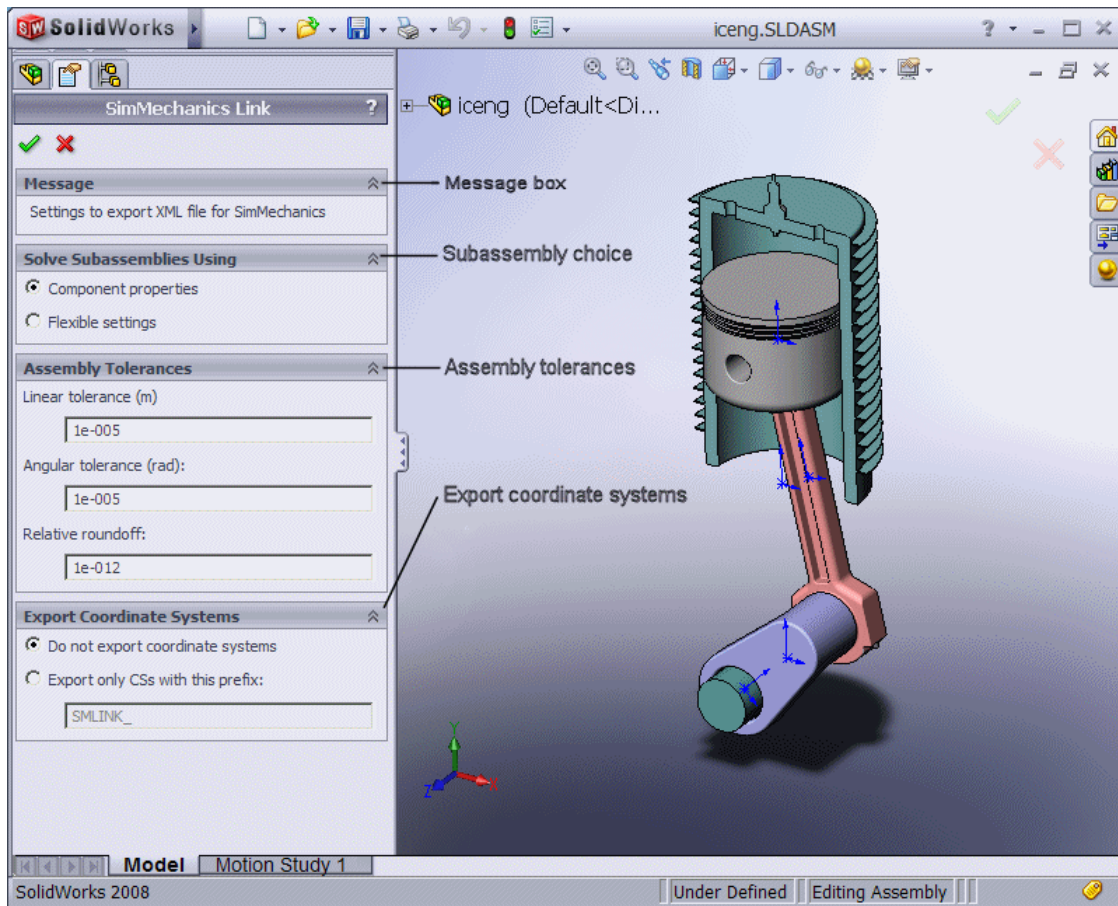 SolidWorks
iceng.SLDASM
?
SimMechanics Link
?
iceng (Default<Di...
Message
Message box
Settings to export XML file for SimMechanics
Solve Subassemblies Using
Subassembly choice
Component properties
Flexible settings
Assembly Tolerances
Assembly tolerances
Linear tolerance (m)
1e-005
Angular tolerance (rad):
1e-005
Export coordinate systems
Relative roundoff:
1e-012
Export Coordinate Systems
Do not export coordinate systems
Export only CSs with this prefix:
SMLINK_
Y
X
Z
Model
Motion Study 1
SolidWorks 2008
Under Defined
Editing Assembly